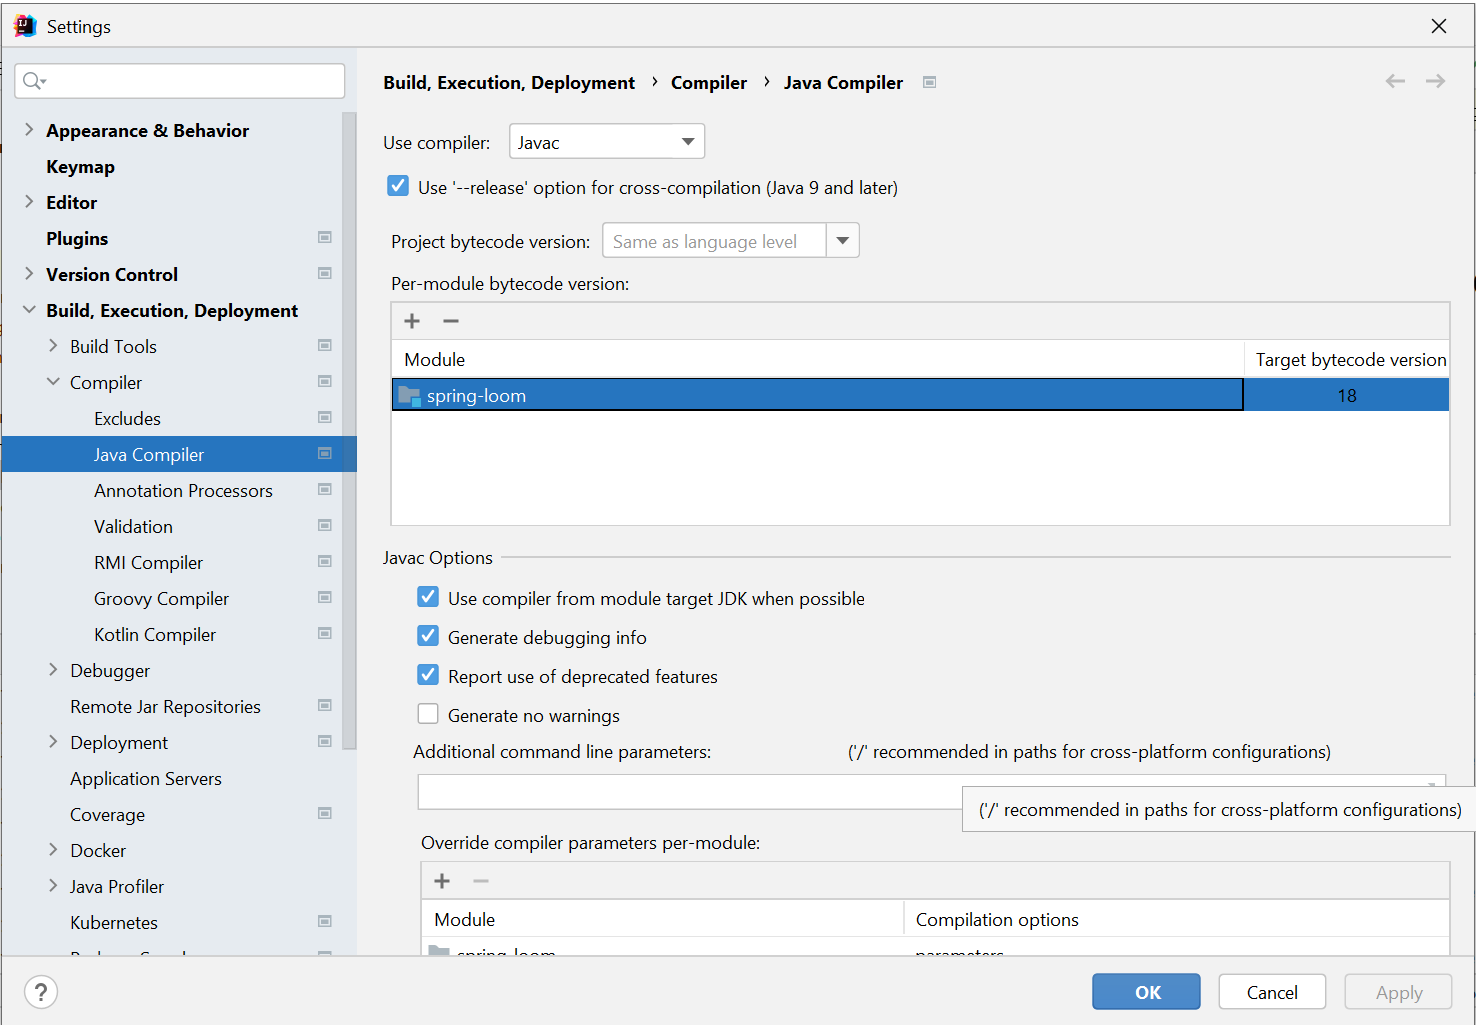 Settings
Appearance & Behavior
Keymap
Editor
Plugins
Version Control
Build, Execution, Deployment
Build Tools
Compiler
Excludes
Java Compiler
Annotation Processors
Validation
RMI Compiler
Groovy Compiler
Kotlin Compiler
Debugger
Remote Jar Repositories
Deployment
Application Servers
Coverage
Docker
Java Profiler
Kubernetes
Build, Execution, Deployment › Compiler › Java Compiler
Use compiler: Javac
Use '--release' option for cross-compilation (Java 9 and later)
Project bytecode version: Same as language level
Per-module bytecode version:
Module Target bytecode version
spring-loom 18
Javac Options
Use compiler from module target JDK when possible
Generate debugging info
Report use of deprecated features
Generate no warnings
Additional command line parameters: ('/' recommended in paths for cross-platform configurations)
('/' recommended in paths for cross-platform configurations)
Override compiler parameters per-module:
Module Compilation options
spring-loom parameters
? OK Cancel Apply